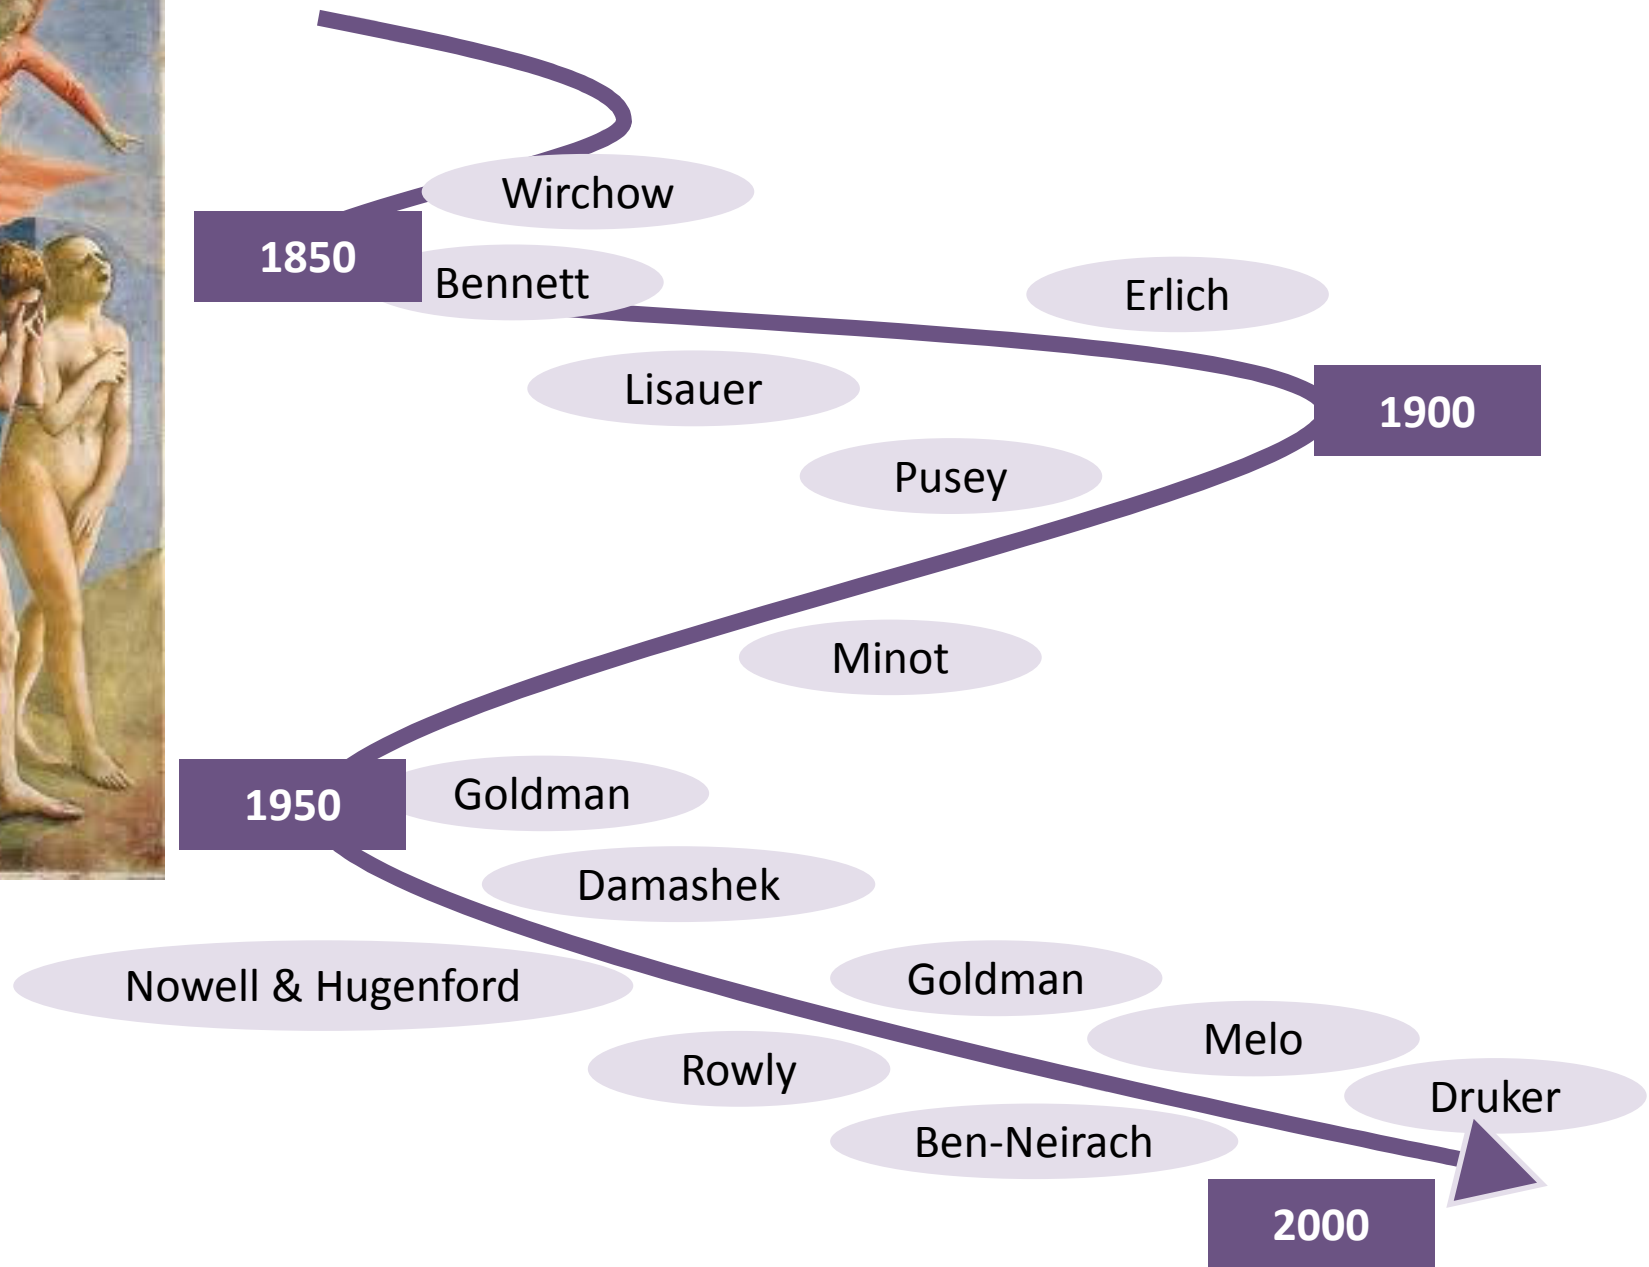 Wirchow
1850
Bennett
Erlich
Lisauer
1900
Pusey
Minot
Goldman
1950
Damashek
Nowell & Hugenford
Goldman
Melo
Rowly
Druker
Ben-Neirach
2000